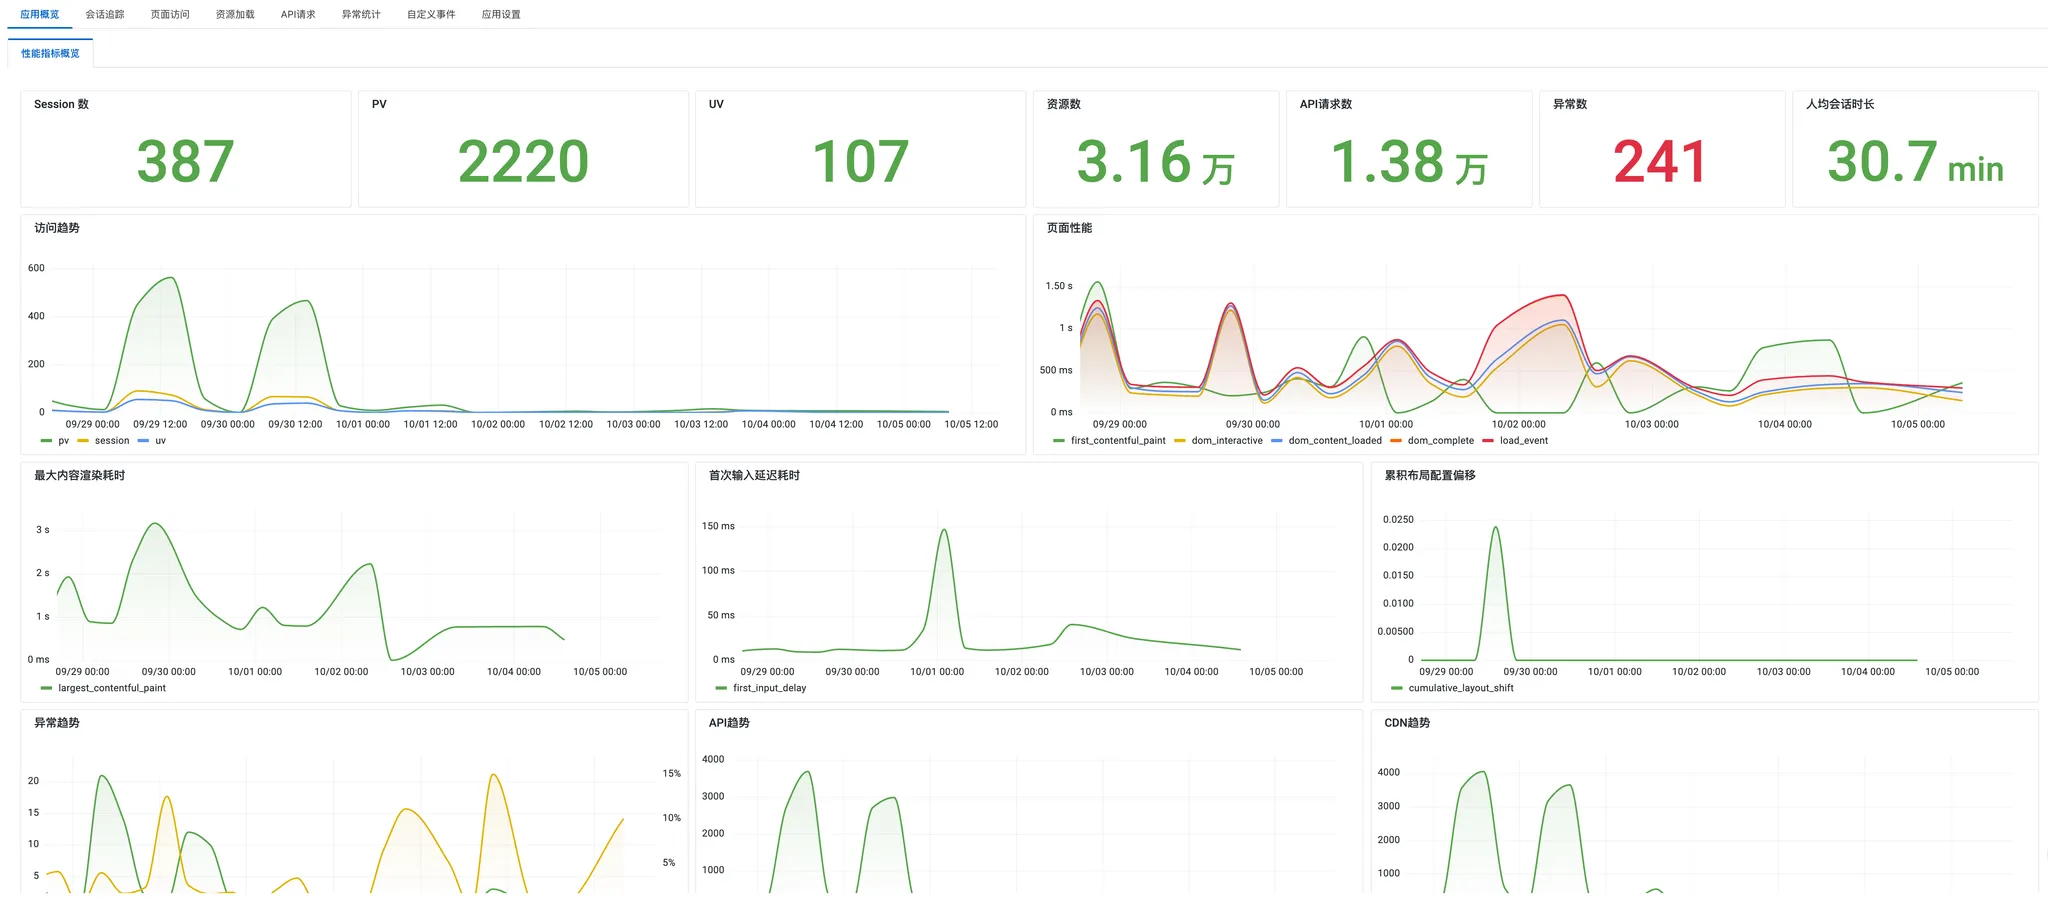 应用概览 会话追踪 页面访问 资源加载 API请求 异常统计 自定义事件 应用设置
性能指标概览
Session 数 PV UV 资源数 API请求数 异常数 人均会话时长
387 2220 107 3.16 万 1.38 万 241 30.7 min
访问趋势
600
400
200
0
09/29 00:00 09/29 12:00 09/30 00:00 09/30 12:00 10/01 00:00 10/01 12:00 10/02 00:00 10/02 12:00 10/03 00:00 10/03 12:00 10/04 00:00 10/04 12:00 10/05 00:00 10/05 12:00
pv session uv
页面性能
1.50 s
1 s
500 ms
0 ms
09/29 00:00 09/30 00:00 10/01 00:00 10/02 00:00 10/03 00:00 10/04 00:00 10/05 00:00
first_contentful_paint dom_interactive dom_content_loaded dom_complete load_event
最大内容渲染耗时
3 s
2 s
1 s
0 ms
09/29 00:00 09/30 00:00 10/01 00:00 10/02 00:00 10/03 00:00 10/04 00:00 10/05 00:00
largest_contentful_paint
首次输入延迟耗时
150 ms
100 ms
50 ms
0 ms
09/29 00:00 09/30 00:00 10/01 00:00 10/02 00:00 10/03 00:00 10/04 00:00 10/05 00:00
first_input_delay
累积布局配置偏移
0.0250
0.0200
0.0150
0.0100
0.00500
0
09/29 00:00 09/30 00:00 10/01 00:00 10/02 00:00 10/03 00:00 10/04 00:00 10/05 00:00
cumulative_layout_shift
异常趋势
20
15
10
5
15%
10%
5%
API趋势
4000
3000
2000
1000
CDN趋势
4000
3000
2000
1000